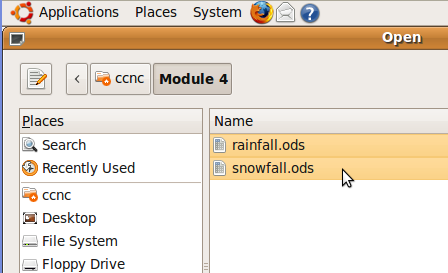 Applications Places System
Open
ccnc Module 4
Places
Search
Recently Used
ccnc
Desktop
File System
Floppy Drive
Name
rainfall.ods
snowfall.ods